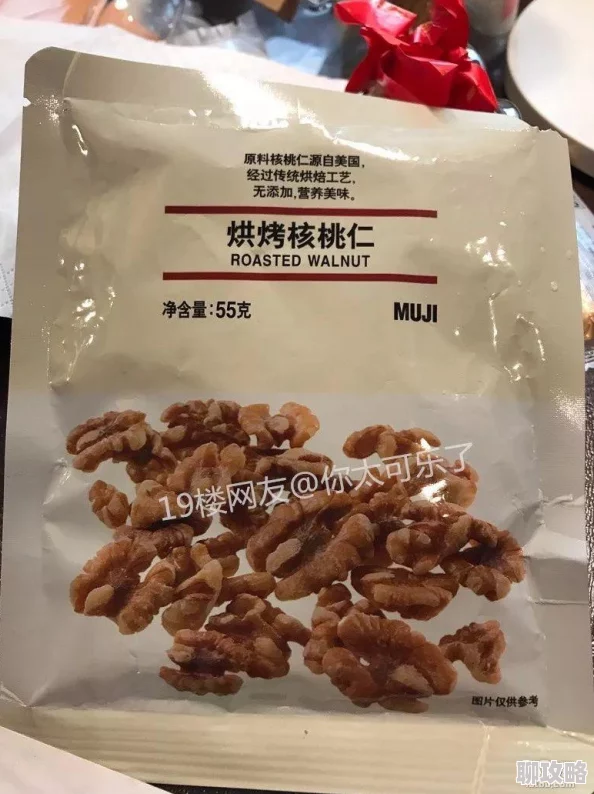 原料核桃仁源自美国,
经过传统烘焙工艺,
无添加,营养美味。
烘烤核桃仁
ROASTED WALNUT
净含量:55克
MUJI
19楼网友@你太可乐了
图片仅供参考
聊攻略